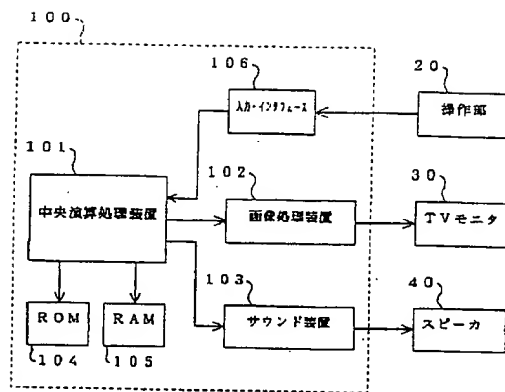 100
106
20
入力・インタフェース
操作部
101
102
30
中央演算処理装置
画像処理装置
TVモニタ
103
40
ROM
RAM
サウンド装置
スピーカ
104
105